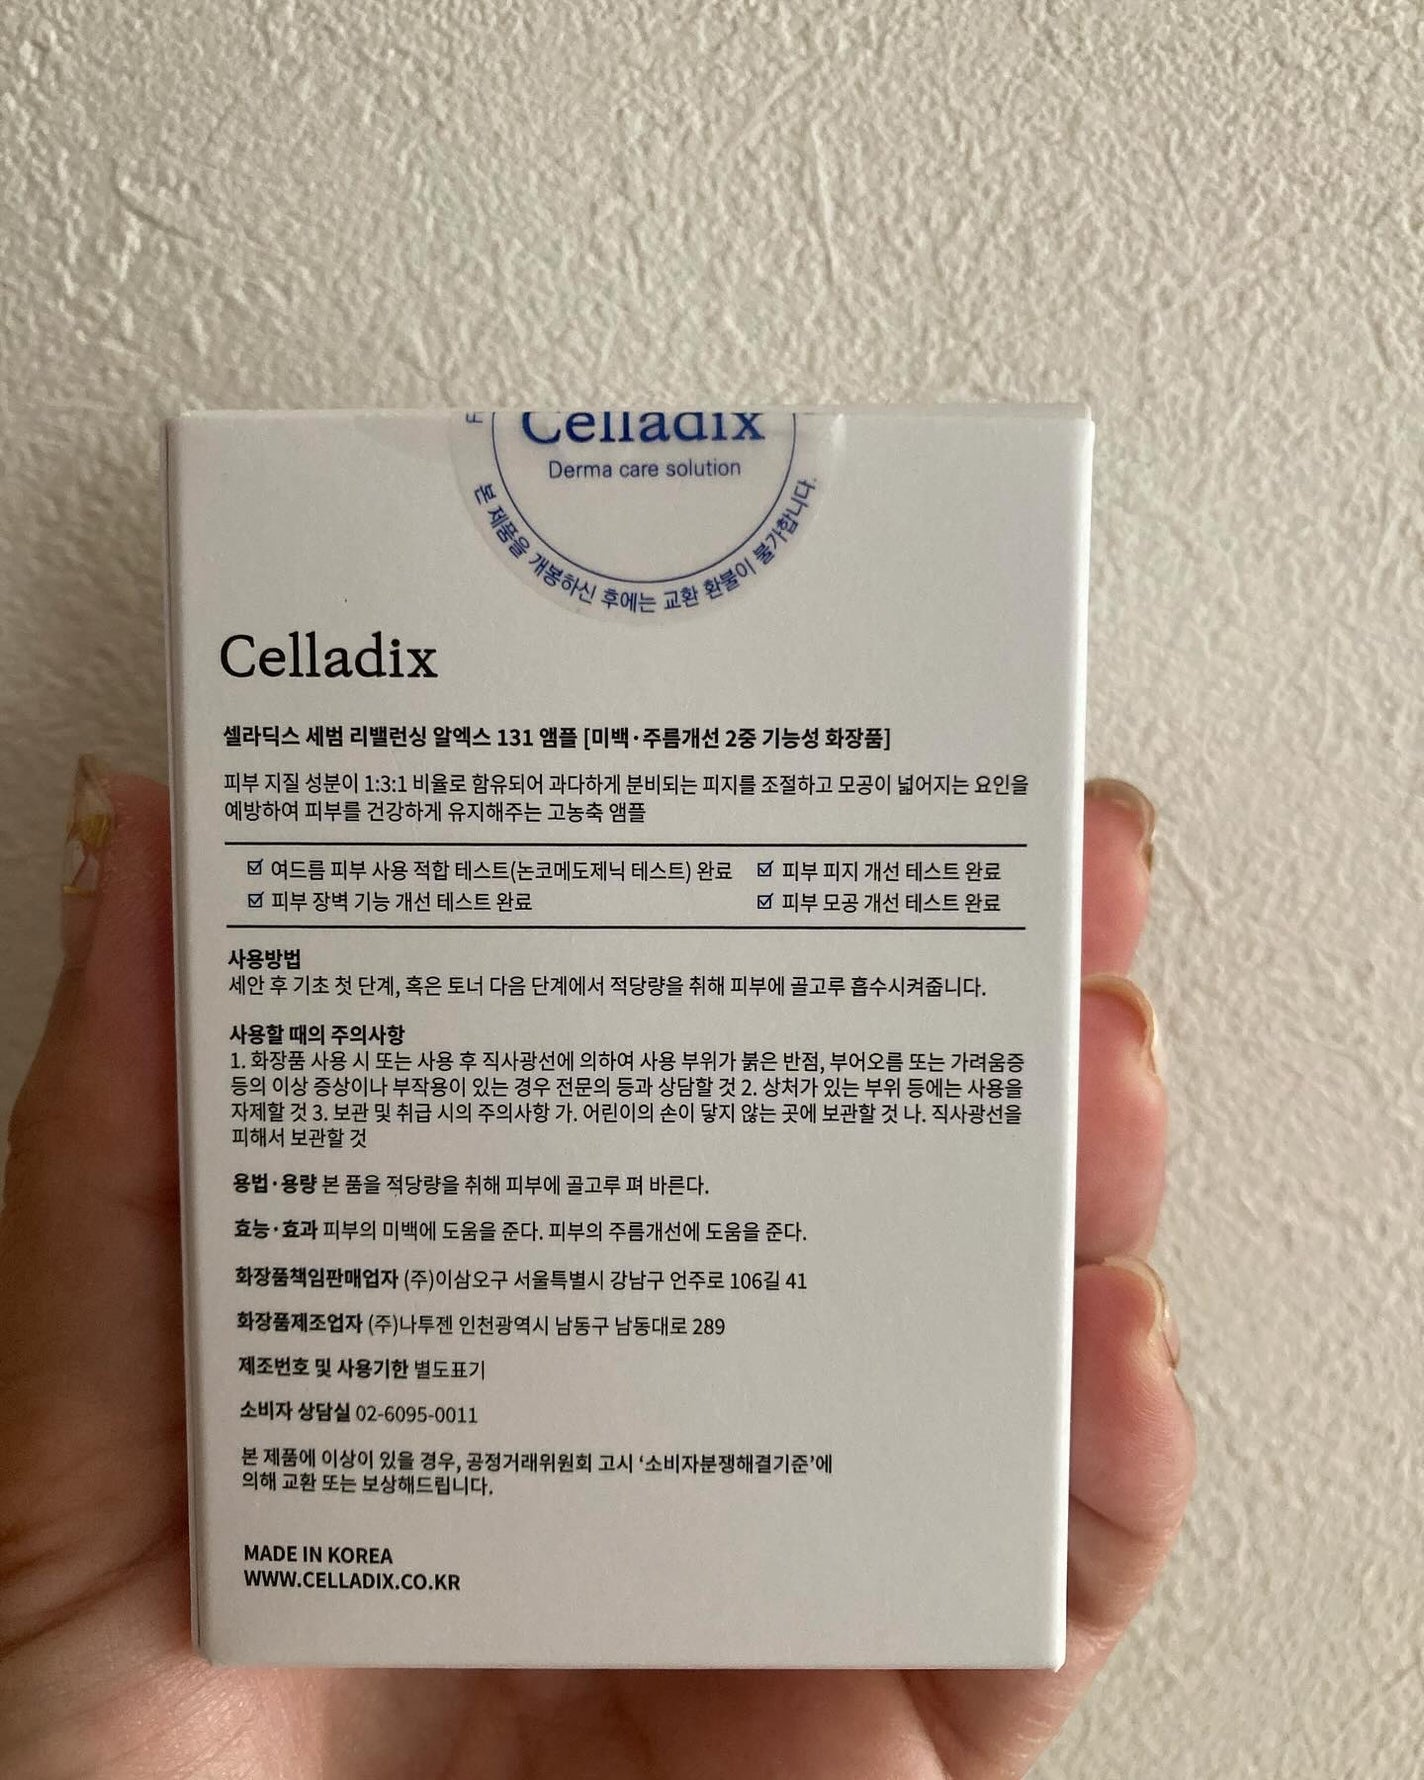 Celladix
Derma care solution
본 제품을 개봉하신 후에는 교환 환불이 불가합니다.
Celladix
셀라딕스 세범 리밸런싱 알엑스 131 앰플 [미백·주름개선 2중 기능성 화장품]
피부 지질 성분이 1:3:1 비율로 함유되어 과다하게 분비되는 피지를 조절하고 모공이 넓어지는 요인을
예방하여 피부를 건강하게 유지해주는 고농축 앰플
☑ 여드름 피부 사용 적합 테스트(논코메도제닉 테스트) 완료 ☑ 피부 피지 개선 테스트 완료
☑ 피부 장벽 기능 개선 테스트 완료 ☑ 피부 모공 개선 테스트 완료
사용방법
세안 후 기초 첫 단계, 혹은 토너 다음 단계에서 적당량을 취해 피부에 골고루 흡수시켜줍니다.
사용할 때의 주의사항
1. 화장품 사용 시 또는 사용 후 직사광선에 의하여 사용 부위가 붉은 반점, 부어오름 또는 가려움증
등의 이상 증상이나 부작용이 있는 경우 전문의 등과 상담할 것 2. 상처가 있는 부위 등에는 사용을
자제할 것 3. 보관 및 취급 시의 주의사항 가. 어린이의 손이 닿지 않는 곳에 보관할 것 나. 직사광선을
피해서 보관할 것
용법·용량 본 품을 적당량을 취해 피부에 골고루 펴 바른다.
효능·효과 피부의 미백에 도움을 준다. 피부의 주름개선에 도움을 준다.
화장품책임판매업자 (주)이삼오구 서울특별시 강남구 언주로 106길 41
화장품제조업자 (주)나투젠 인천광역시 남동구 남동대로 289
제조번호 및 사용기한 별도표기
소비자 상담실 02-6095-0011
본 제품에 이상이 있을 경우, 공정거래위원회 고시 ‘소비자분쟁해결기준’에
의해 교환 또는 보상해드립니다.
MADE IN KOREA
WWW.CELLADIX.CO.KR